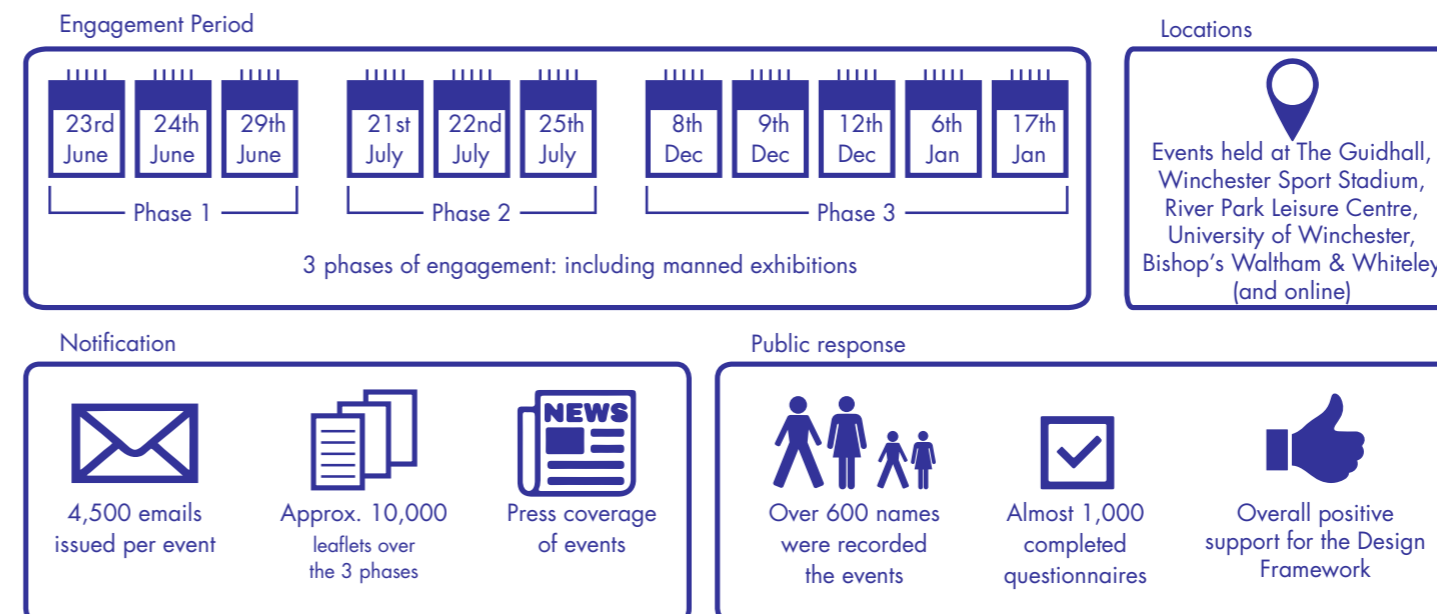 Engagement Period
23rd
June
24th
June
29th
June
Phase 1
21st
July
22nd
July
25th
July
Phase 2
8th
Dec
9th
Dec
12th
Dec
6th
Jan
17th
Jan
Phase 3
3 phases of engagement: including manned exhibitions
Locations
Events held at The Guidhall,
Winchester Sport Stadium,
River Park Leisure Centre,
University of Winchester,
Bishop's Waltham & Whiteley
(and online)
Notification
4,500 emails
issued per event
Approx. 10,000
leaflets over
the 3 phases
NEWS
Press coverage
of events
Public response
Over 600 names
were recorded
the events
Almost 1,000
completed
questionnaires
Overall positive
support for the Design
Framework